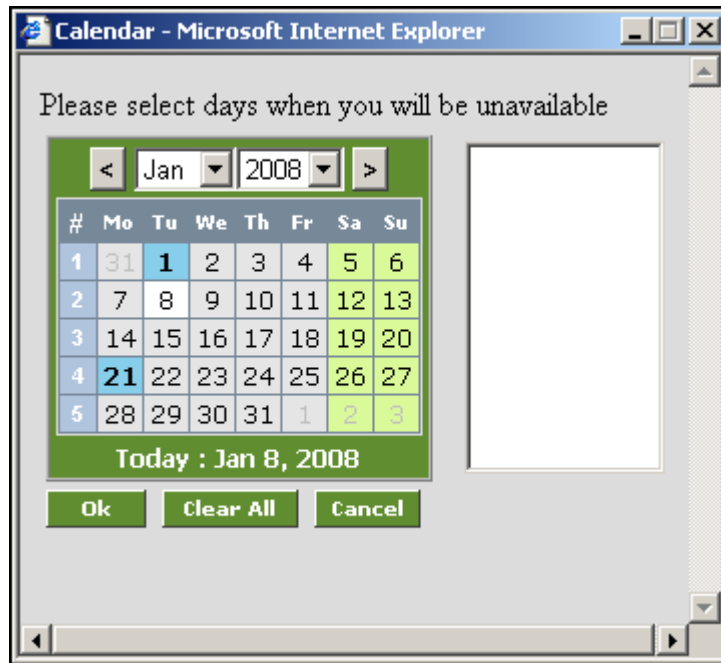 Calendar - Microsoft Internet Explorer
Please select days when you will be unavailable
< Jan 2008 >
# Mo Tu We Th Fr Sa Su
1 31 1 2 3 4 5 6
2 7 8 9 10 11 12 13
3 14 15 16 17 18 19 20
4 21 22 23 24 25 26 27
5 28 29 30 31 1 2 3
Today : Jan 8, 2008
Ok Clear All Cancel